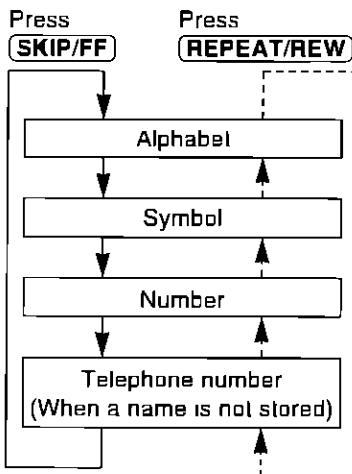 Press
SKIP/FF
Press
REPEAT/REW
Alphabet
Symbol
Number
Telephone number
(When a name is not stored)